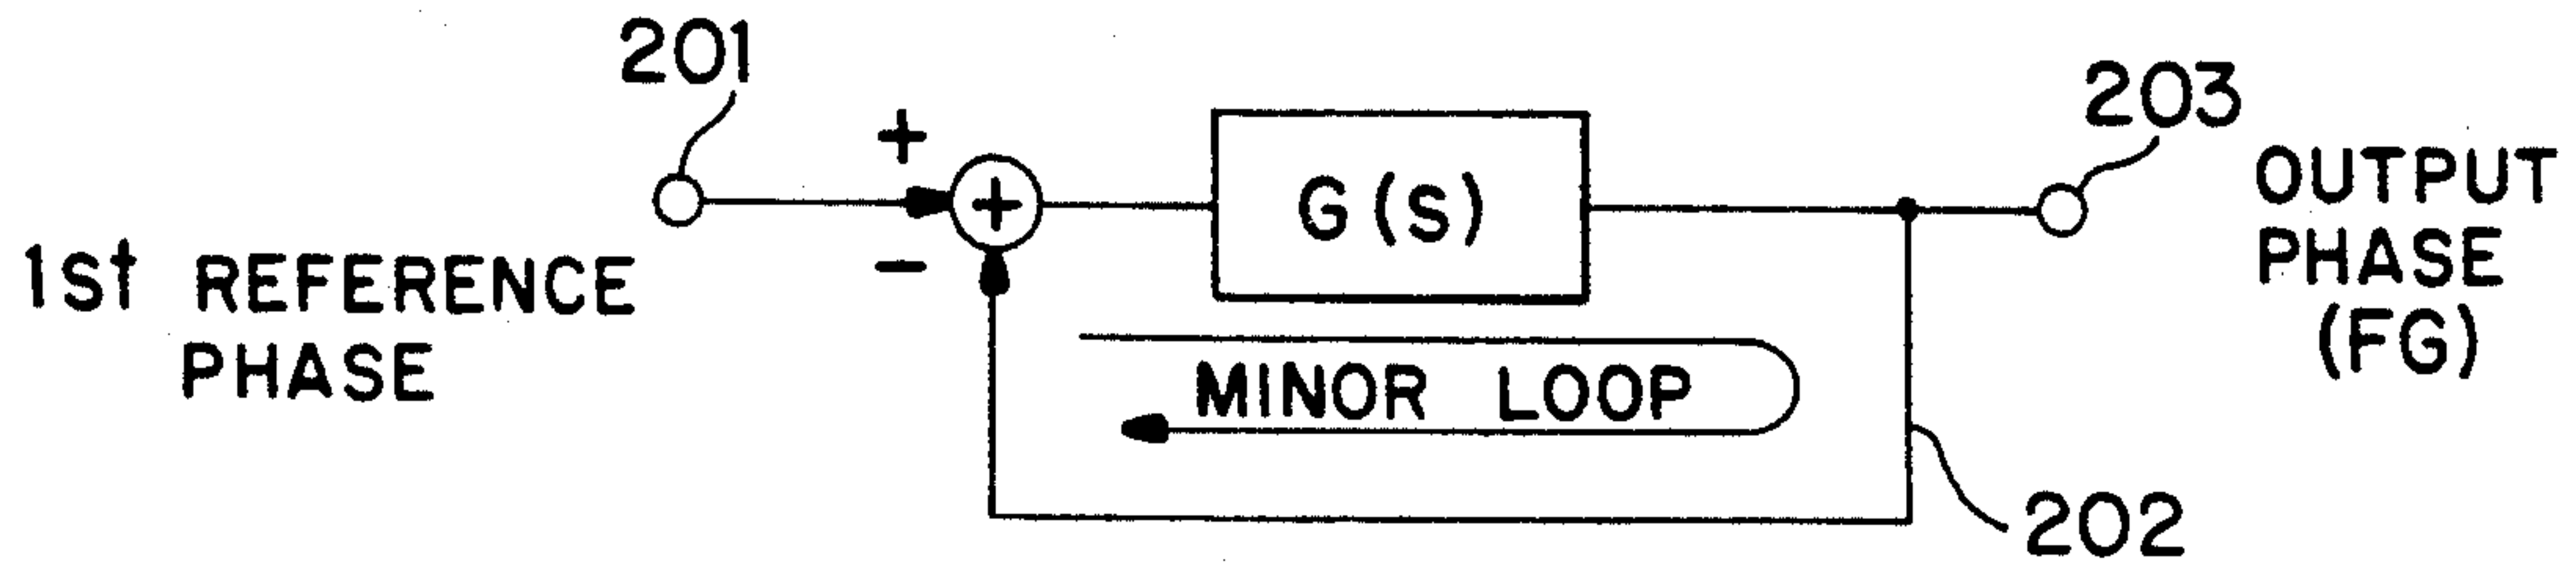 201
203
+
+
-
G(S)
1st REFERENCE
PHASE
OUTPUT
PHASE
(FG)
MINOR LOOP
202